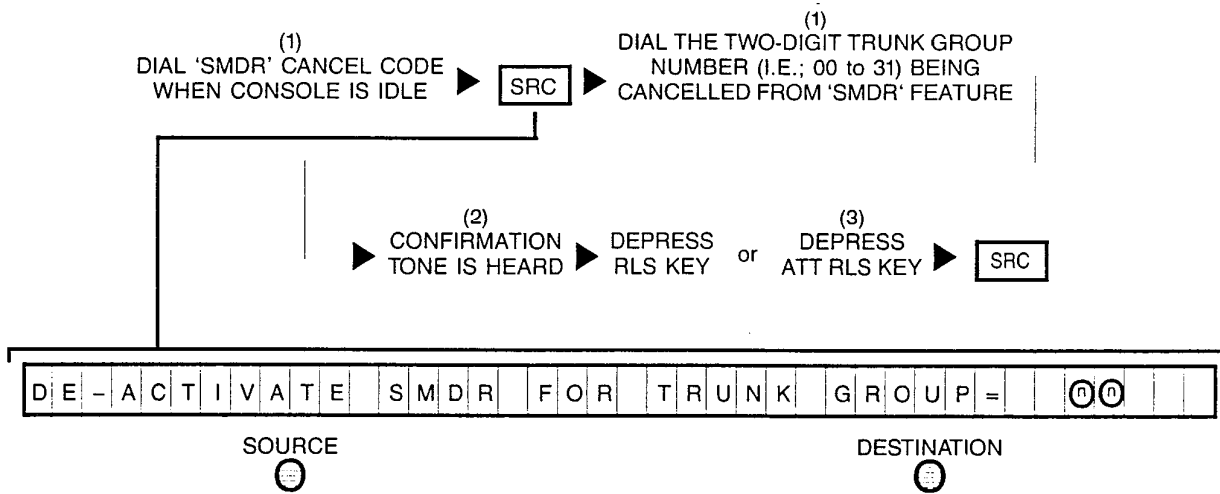 (1)
DIAL 'SMDR' CANCEL CODE
WHEN CONSOLE IS IDLE
SRC
(1)
DIAL THE TWO-DIGIT TRUNK GROUP
NUMBER (I.E.; 00 to 31) BEING
CANCELLED FROM 'SMDR' FEATURE
(2)
CONFIRMATION
TONE IS HEARD
DEPRESS
RLS KEY
or
(3)
DEPRESS
ATT RLS KEY
SRC
DE-ACTIVATE SMDR FOR TRUNK GROUP= nn
SOURCE
DESTINATION